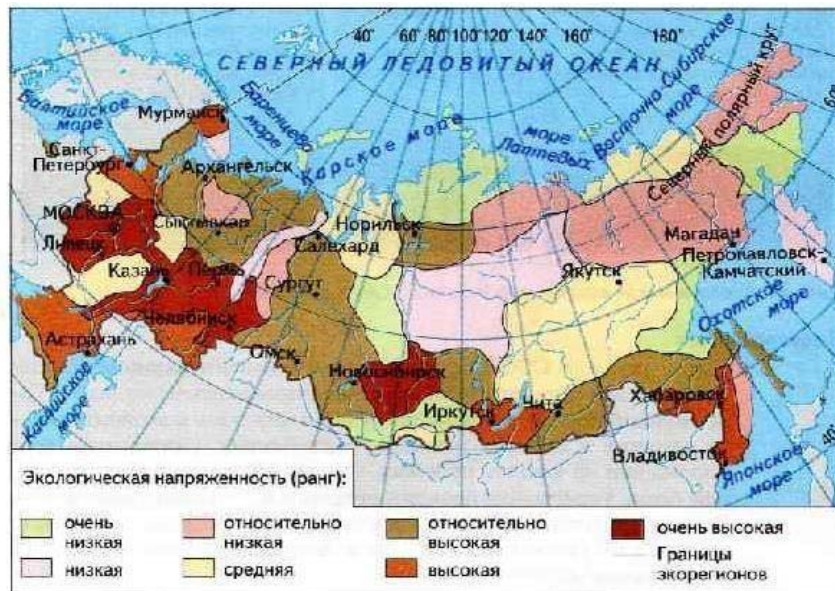 40° 60° 80° 100° 120° 140° 160° 180°
СЕВЕРНЫЙ ЛЕДОВИТЫЙ ОКЕАН
Балтийское
море
Баренцево
море
Карское море
море
Лаптевых
Восточно-Сибирское
море
Северный полярный круг
Мурманск
Санкт-
Петербург
Архангельск
МОСКВА
Липецк
Сыктывкар
Салехард
Норильск
Магадан
Петропавловск-
Камчатский
Казань
Пермь
Сургут
Якутск
Охотское
море
Челябинск
Астрахань
Омск
Новосибирск
Иркутск
Чита
Хабаровск
Каспийское
море
40°
Владивосток
Японское
море
Экологическая напряженность (ранг):
очень
низкая
относительно
низкая
относительно
высокая
очень высокая
низкая
средняя
высокая
Границы
экорегионов